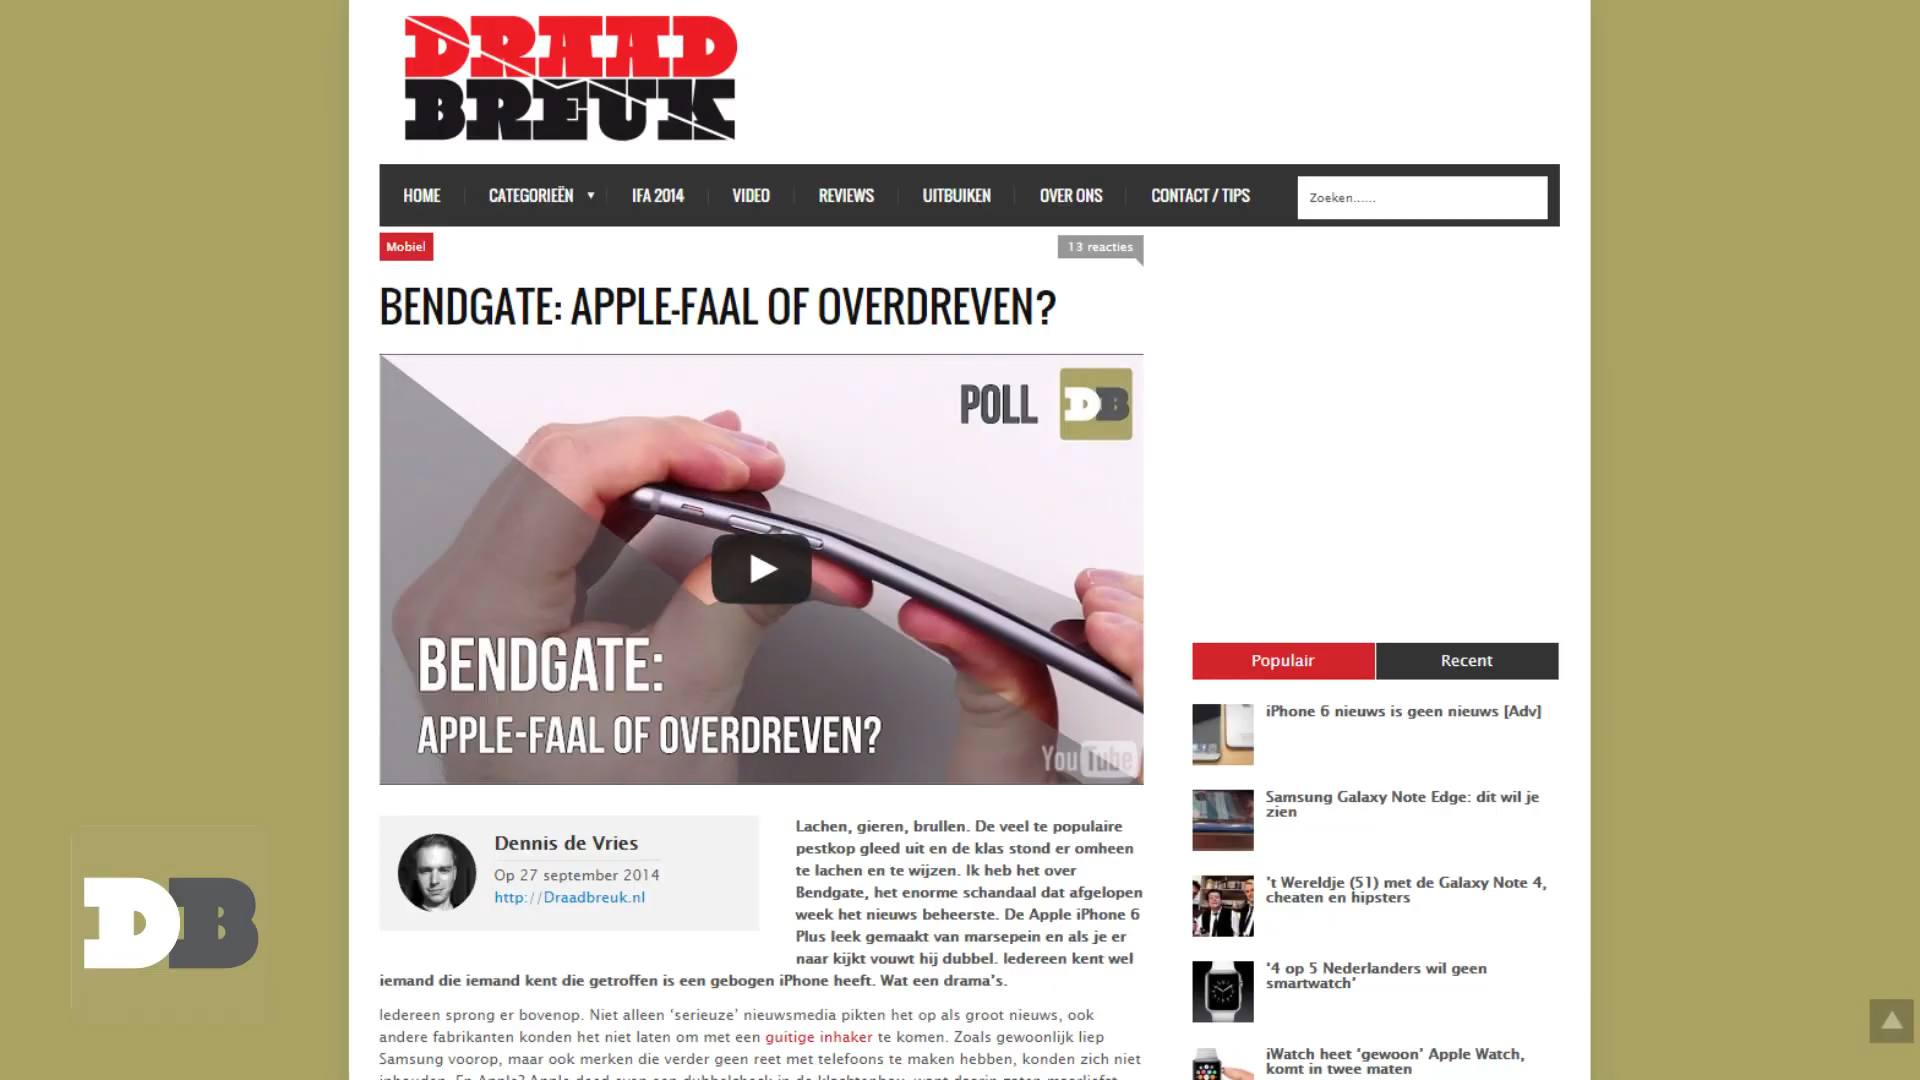 DRAAD
BREUK
HOME
CATEGORIEËN
IFA 2014
VIDEO
REVIEWS
UITBUIKEN
OVER ONS
CONTACT / TIPS
Zoeken......
Mobiel
13 reacties
BENDGATE: APPLE-FAAL OF OVERDREVEN?
POLL
DB
BENDGATE:
APPLE-FAAL OF OVERDREVEN?
YouTube
Dennis de Vries
Op 27 september 2014
http://Draadbreuk.nl
Lachen, gieren, brullen. De veel te populaire
pestkop gleed uit en de klas stond er omheen
te lachen en te wijzen. Ik heb het over
Bendgate, het enorme schandaal dat afgelopen
week het nieuws beheerste. De Apple iPhone 6
Plus leek gemaakt van marsepein en als je er
naar kijkt vouwt hij dubbel. Iedereen kent wel
iemand die iemand kent die getroffen is een gebogen iPhone heeft. Wat een drama's.
Iedereen sprong er bovenop. Niet alleen ‘serieuze’ nieuwsmedia pikten het op als groot nieuws, ook
andere fabrikanten konden het niet laten om met een guitige inhaker te komen. Zoals gewoonlijk liep
Samsung voorop, maar ook merken die verder geen reet met telefoons te maken hebben, konden zich niet
Populair
Recent
iPhone 6 nieuws is geen nieuws [Adv]
Samsung Galaxy Note Edge: dit wil je
zien
’t Wereldje (51) met de Galaxy Note 4,
cheaten en hipsters
‘4 op 5 Nederlanders wil geen
smartwatch’
iWatch heet ‘gewoon’ Apple Watch,
komt in twee maten
DB